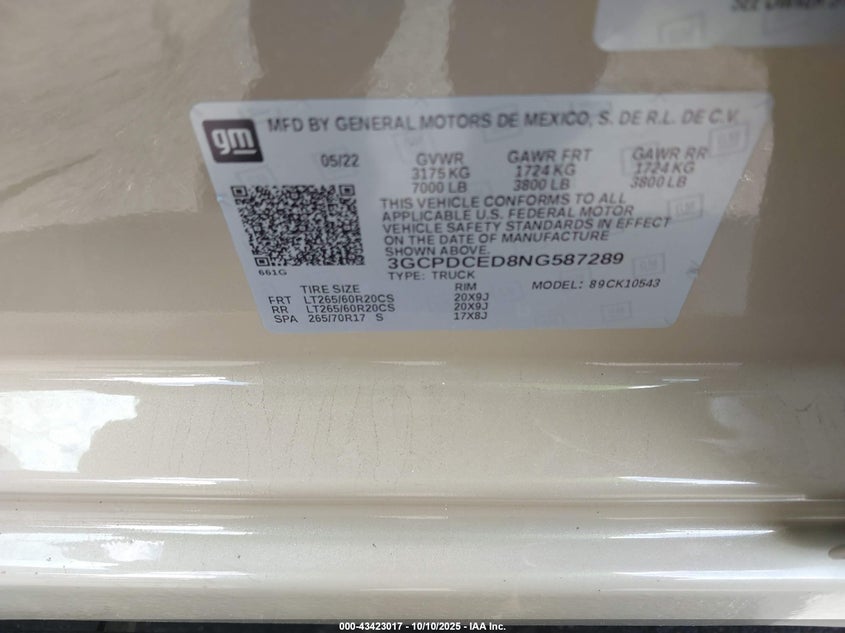 SEE OWNER
gm
MFD BY GENERAL MOTORS DE MEXICO, S. DE R.L. DE C.V.
05/22 GVWR GAWR FRT GAWR RR
3175 KG 1724 KG 1724 KG
7000 LB 3800 LB 3800 LB
THIS VEHICLE CONFORMS TO ALL
APPLICABLE U.S. FEDERAL MOTOR
VEHICLE SAFETY STANDARDS IN EFFECT
ON THE DATE OF MANUFACTURE
SHOWN ABOVE.
3GCPDCED8NG587289
661G
TYPE: TRUCK
MODEL: 89CK10543
TIRE SIZE RIM
FRT LT265/60R20CS 20X9J
RR LT265/60R20CS 20X9J
SPA 265/70R17 S 17X8J
000-43423017 - 10/10/2025 - IAA Inc.